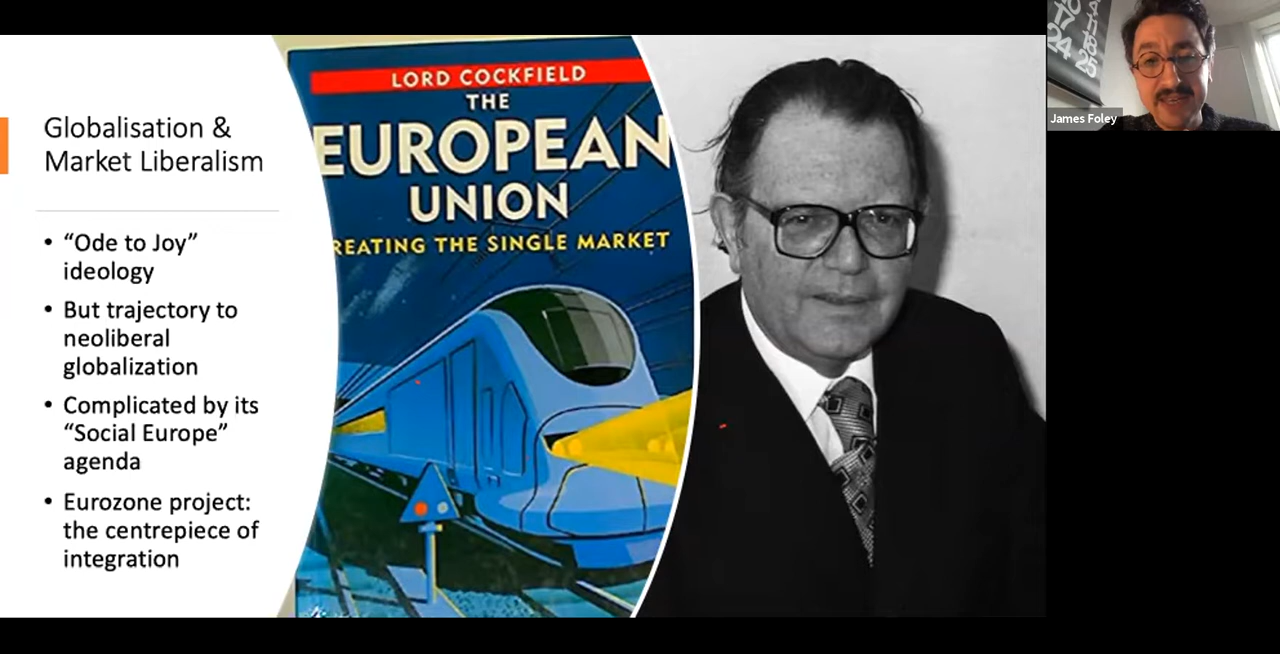 Globalisation &
Market Liberalism
• “Ode to Joy”
ideology
• But trajectory to
neoliberal
globalization
• Complicated by its
“Social Europe”
agenda
• Eurozone project:
the centrepiece of
integration
LORD COCKFIELD
THE
EUROPEAN
UNION
REATING THE SINGLE MARKET
James Foley